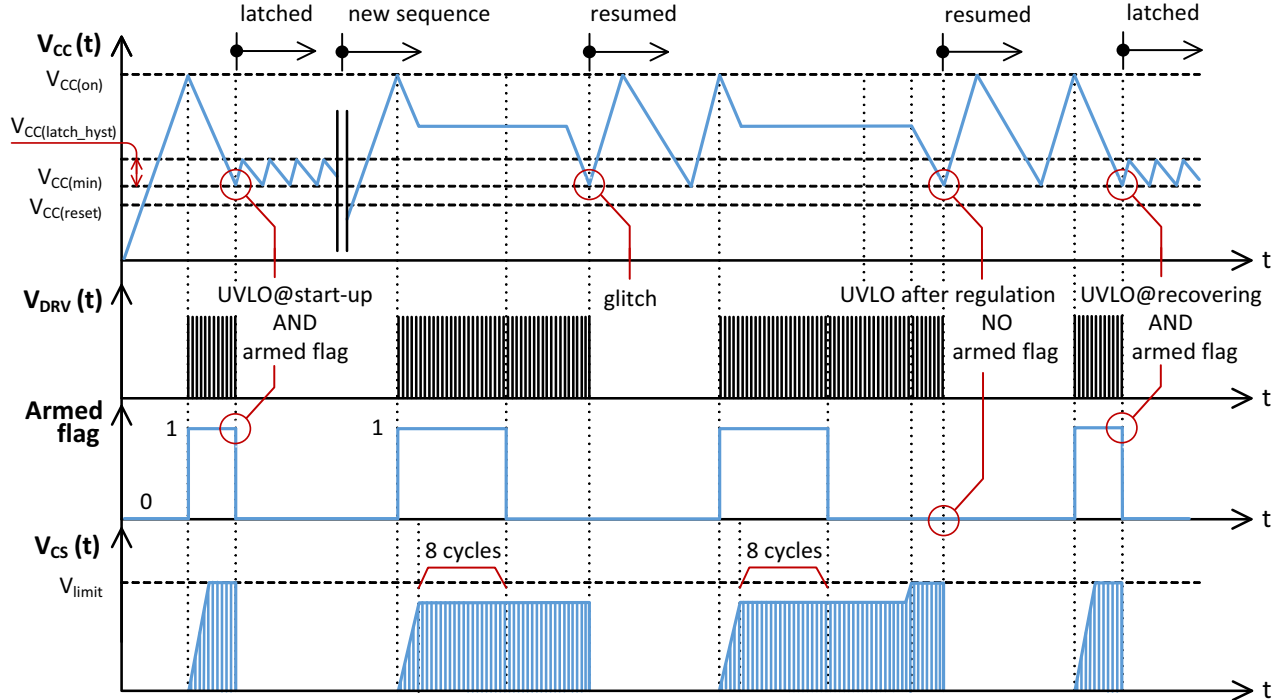 latched
new sequence
resumed
resumed
latched
VCC (t)
VCC(on)
VCC(latch_hyst)
VCC(min)
VCC(reset)
t
VDRV (t)
UVLO@start-up
AND
armed flag
glitch
UVLO after regulation
NO
armed flag
UVLO@recovering
AND
armed flag
t
Armed
flag
1
1
0
t
VCS (t)
8 cycles
8 cycles
Vlimit
t